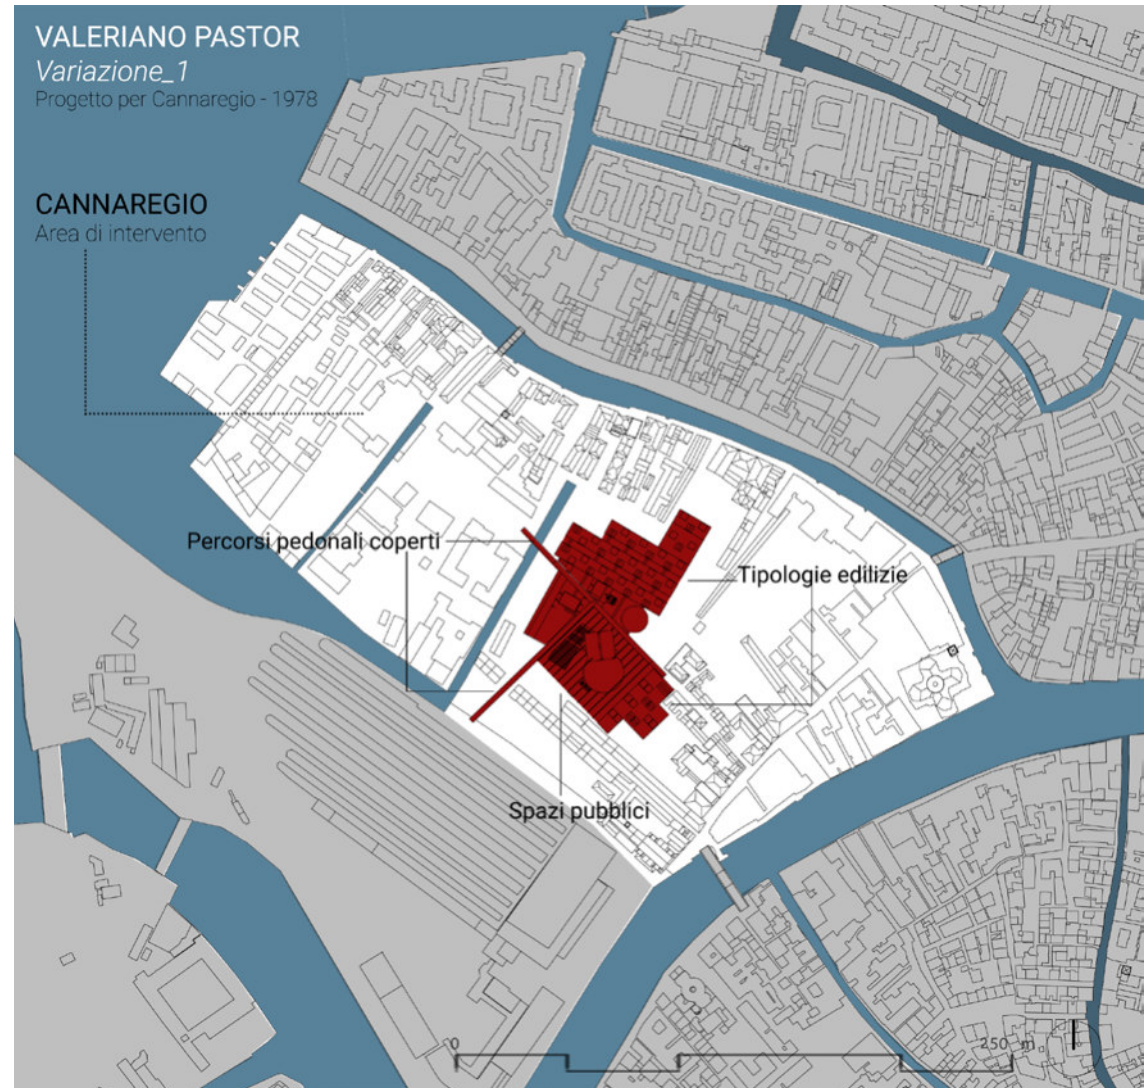 VALERIANO PASTOR
Variazione_1
Progetto per Cannaregio - 1978
CANNAREGIO
Area di intervento
Percorsi pedonali coperti
Tipologie edilizie
Spazi pubblici
0
250 m